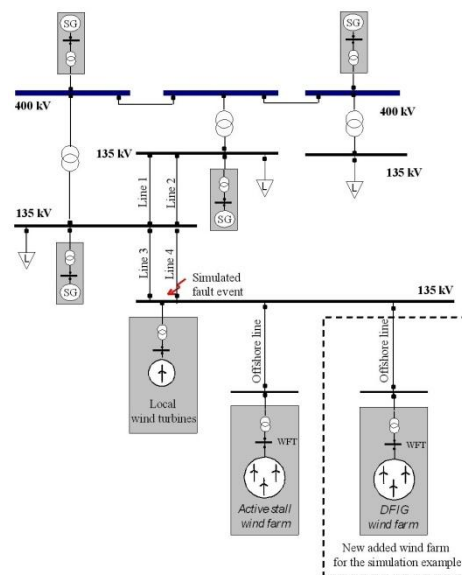 SG
SG
400 kV
400 kV
135 kV
135 kV
Line 1
Line 2
L
L
SG
135 kV
L
SG
Line 3
Line 4
Simulated
fault event
135 kV
Offshore line
Offshore line
Local
wind turbines
WFT
WFT
Active stall
wind farm
DFIG
wind farm
New added wind farm
for the simulation example